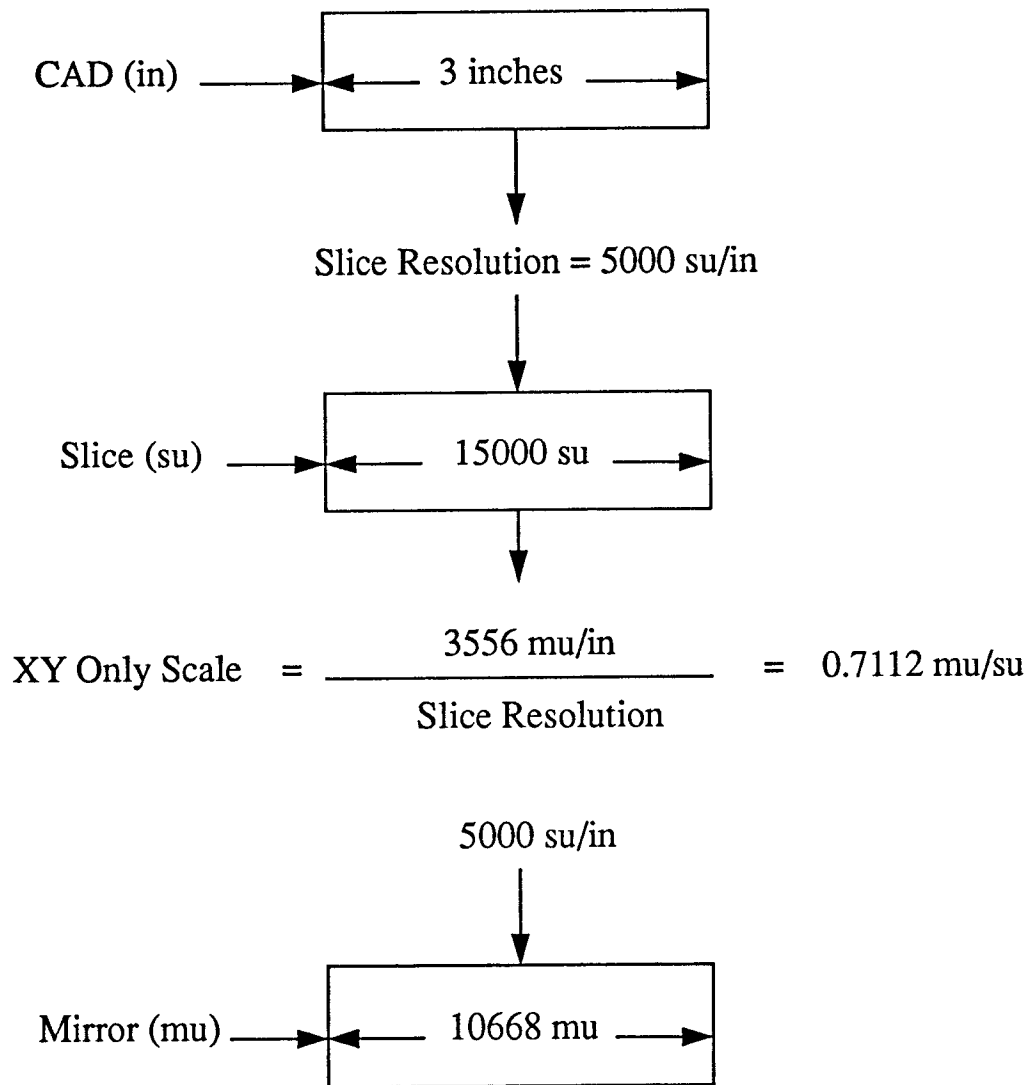 CAD (in)
3 inches
Slice Resolution = 5000 su/in
Slice (su)
15000 su
XY Only Scale = 3556 mu/in = 0.7112 mu/su
Slice Resolution
5000 su/in
Mirror (mu)
10668 mu